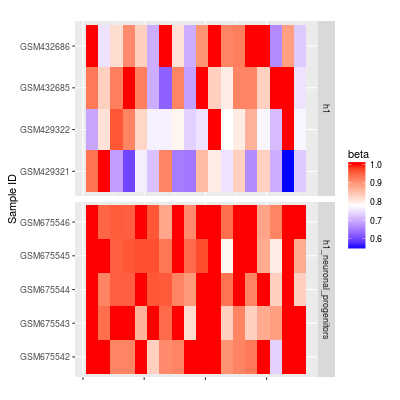 Sample ID
GSM432686
GSM432685
GSM429322
GSM429321
h1
GSM675546
GSM675545
GSM675544
GSM675543
GSM675542
h1_neuronal_progenitors
beta
1.0
0.9
0.8
0.7
0.6